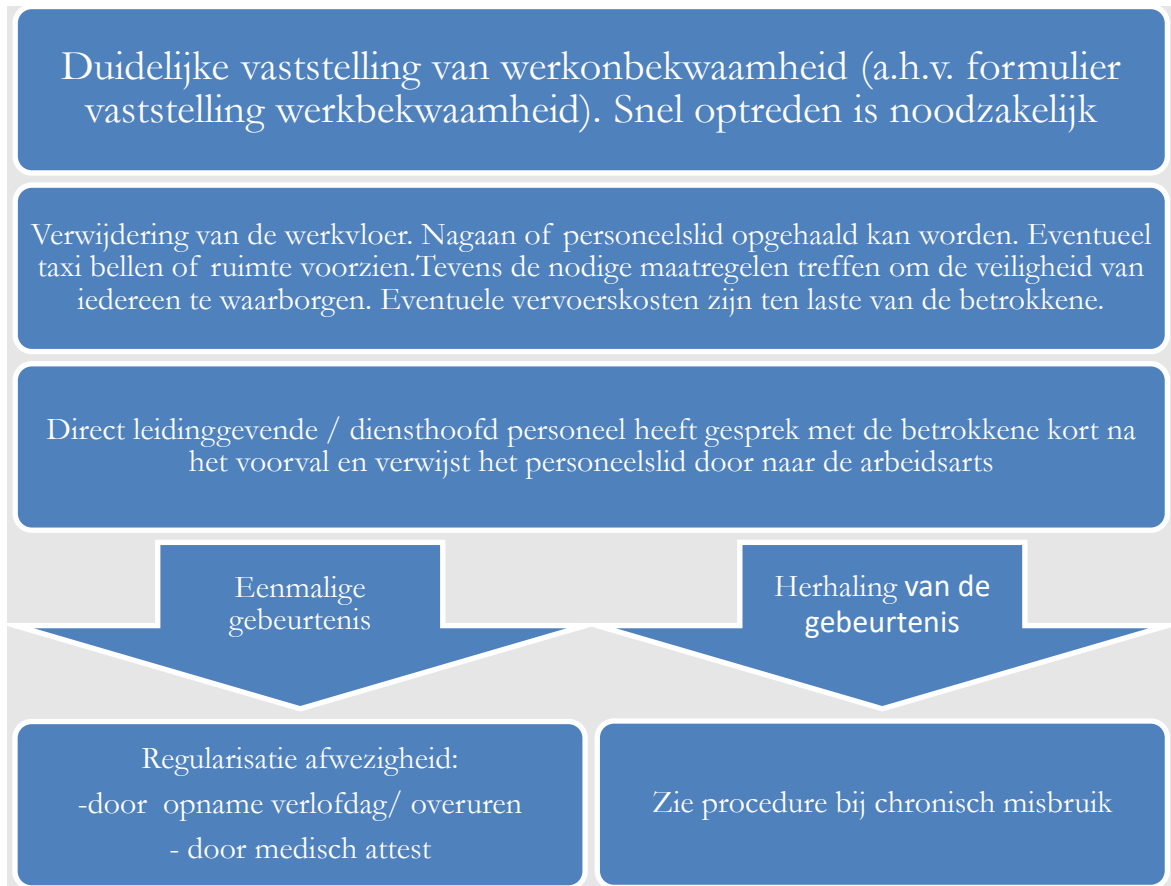 Duidelijke vaststelling van werkonbekwaamheid (a.h.v. formulier
vaststelling werkbekwaamheid). Snel optreden is noodzakelijk
Verwijdering van de werkvloer. Nagaan of personeelslid opgehaald kan worden. Eventueel
taxi bellen of ruimte voorzien.Tevens de nodige maatregelen treffen om de veiligheid van
iedereen te waarborgen. Eventuele vervoerskosten zijn ten laste van de betrokkene.
Direct leidinggevende / diensthoofd personeel heeft gesprek met de betrokkene kort na
het voorval en verwijst het personeelslid door naar de arbeidsarts
Eenmalige
gebeurtenis
Herhaling van de
gebeurtenis
Regularisatie afwezigheid:
-door opname verlofdag/ overuren
- door medisch attest
Zie procedure bij chronisch misbruik